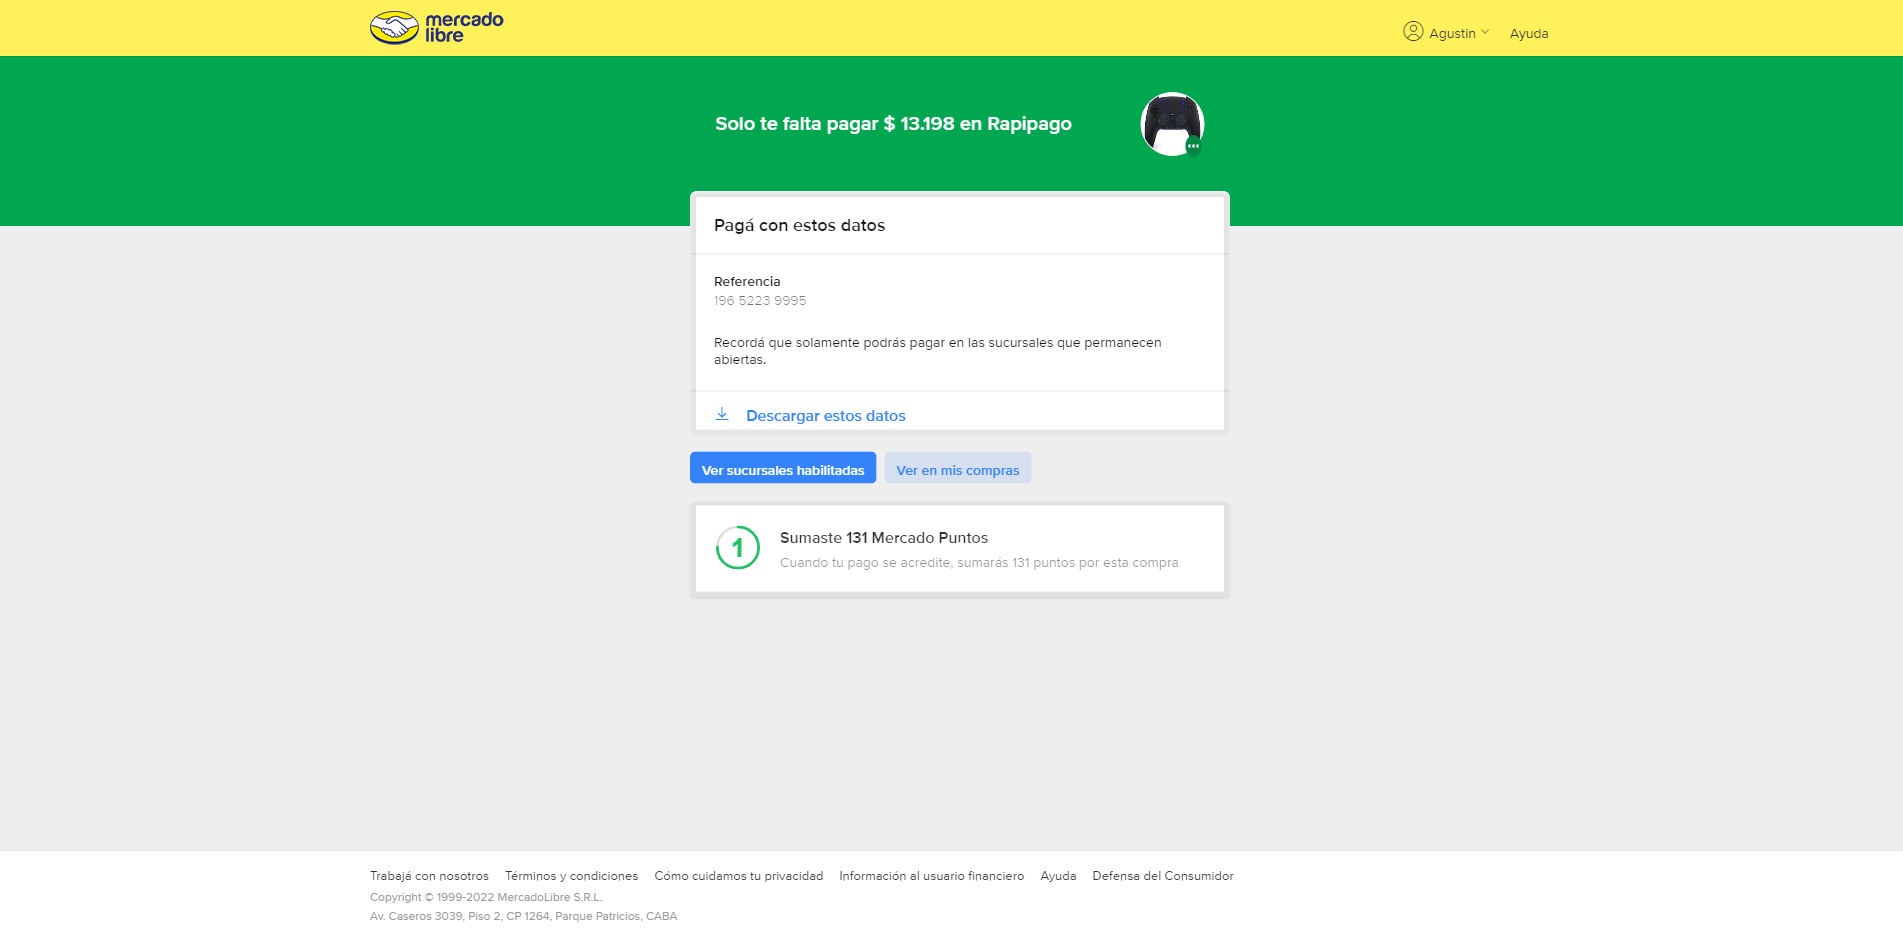 mercado
libre
Agustin
Ayuda
Solo te falta pagar $ 13.198 en Rapipago
Pagá con estos datos
Referencia
196 5223 9995
Recordá que solamente podrás pagar en las sucursales que permanecen
abiertas.
Descargar estos datos
Ver sucursales habilitadas
Ver en mis compras
1
Sumaste 131 Mercado Puntos
Cuando tu pago se acredite, sumarás 131 puntos por esta compra
Trabajá con nosotros Términos y condiciones Cómo cuidamos tu privacidad Información al usuario financiero Ayuda Defensa del Consumidor
Copyright © 1999-2022 MercadoLibre S.R.L.
Av. Caseros 3039, Piso 2, CP 1264, Parque Patricios, CABA